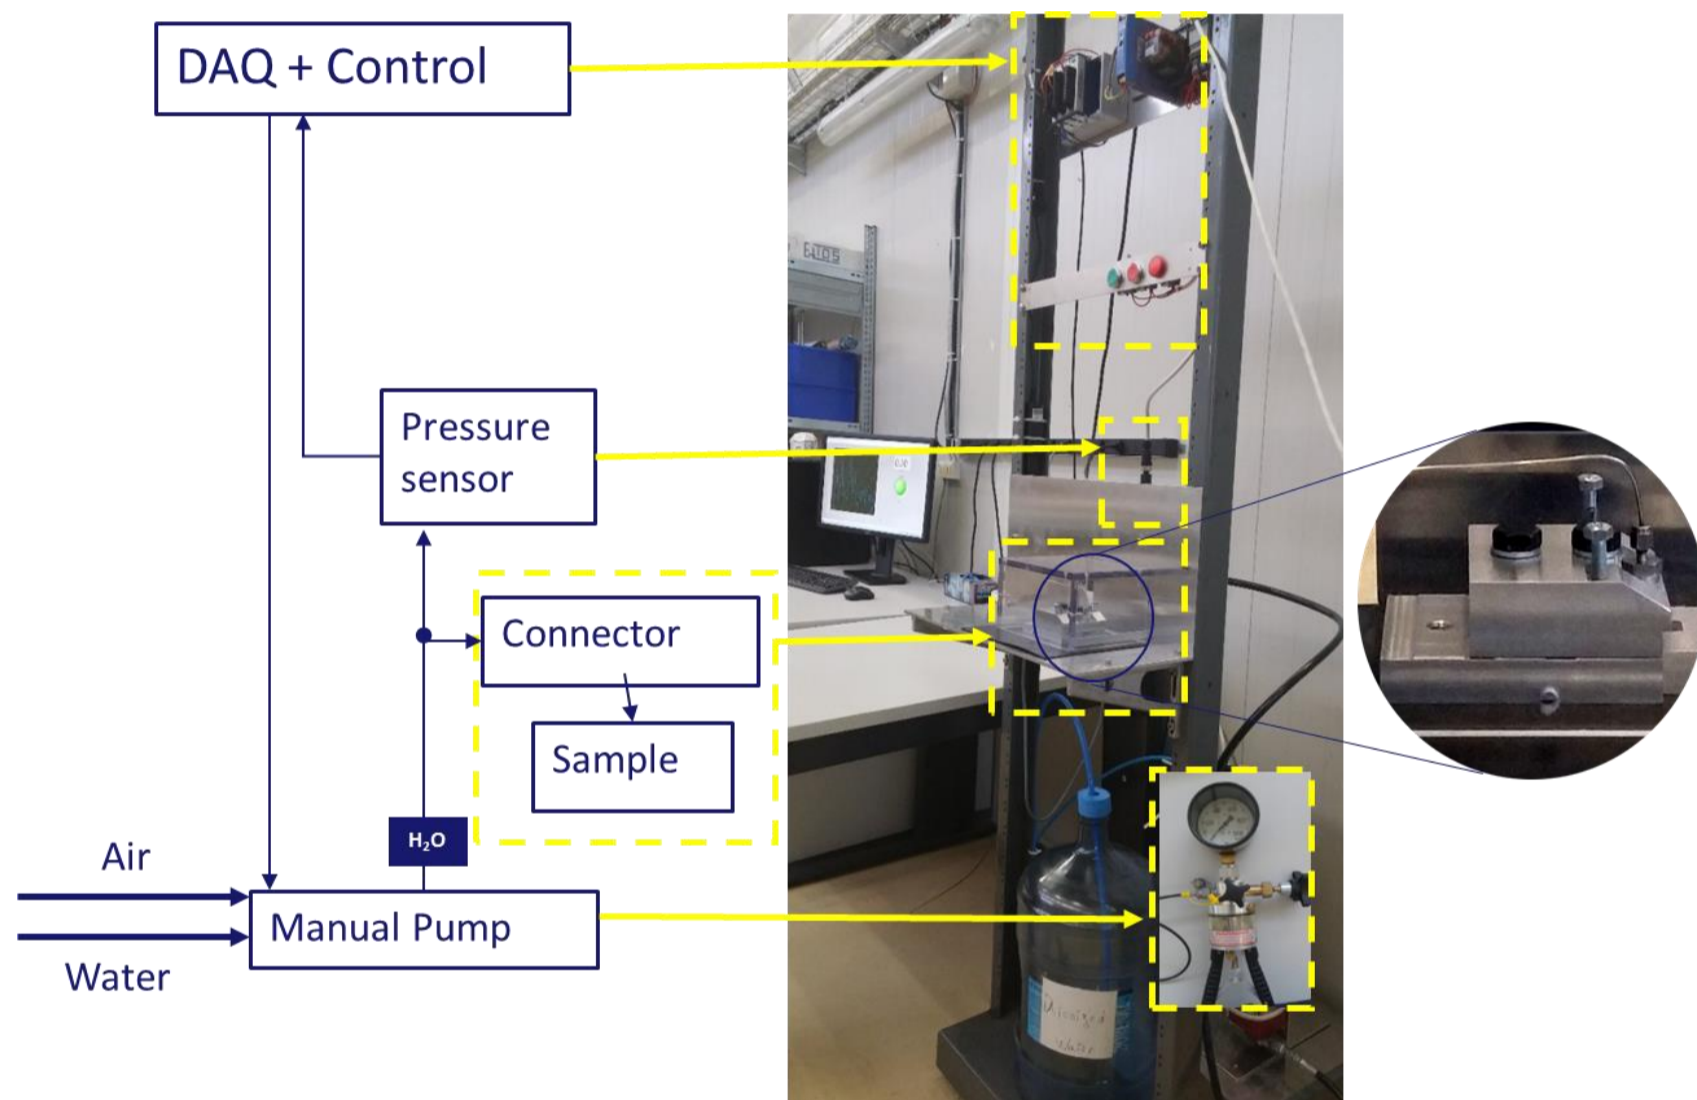 DAQ + Control
Pressure
sensor
Connector
Sample
H₂O
Air
Manual Pump
Water